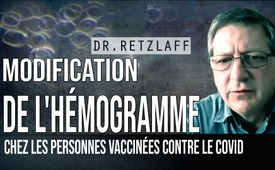 DR.RETZLAFF
MODIFICATION
DE L'HÉMOGRAMME
CHEZ LES PERSONNES VACCINÉES CONTRE LE COVID